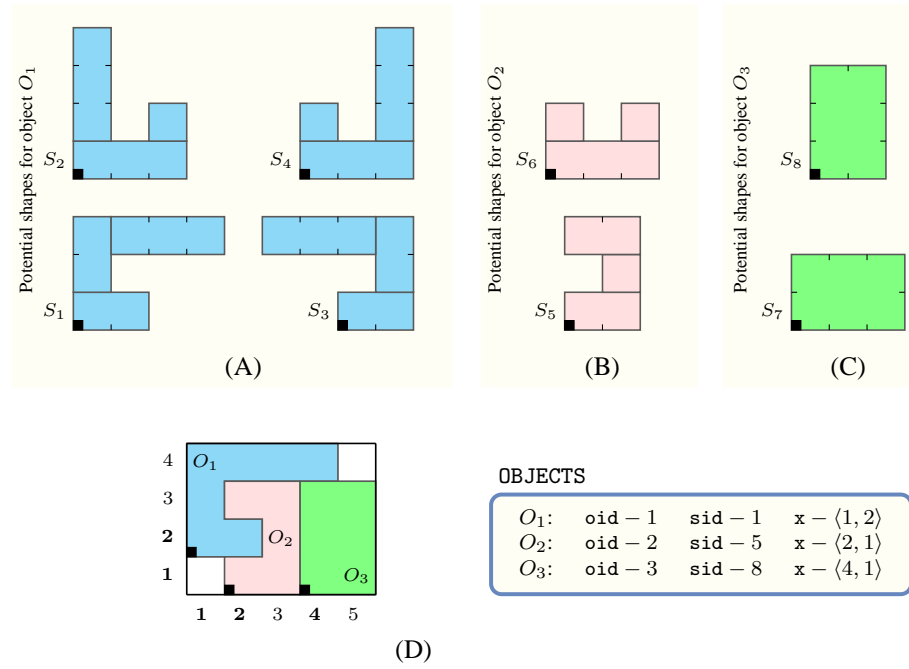 Potential shapes for object O₁
S₂
S₄
S₁
S₃
(A)
Potential shapes for object O₂
S₆
S₅
(B)
Potential shapes for object O₃
S₈
S₇
(C)
4
3
2
1
O₁
O₂
O₃
1 2 3 4 5
(D)
OBJECTS
O₁: oid − 1 sid − 1 x − ⟨1, 2⟩
O₂: oid − 2 sid − 5 x − ⟨2, 1⟩
O₃: oid − 3 sid − 8 x − ⟨4, 1⟩